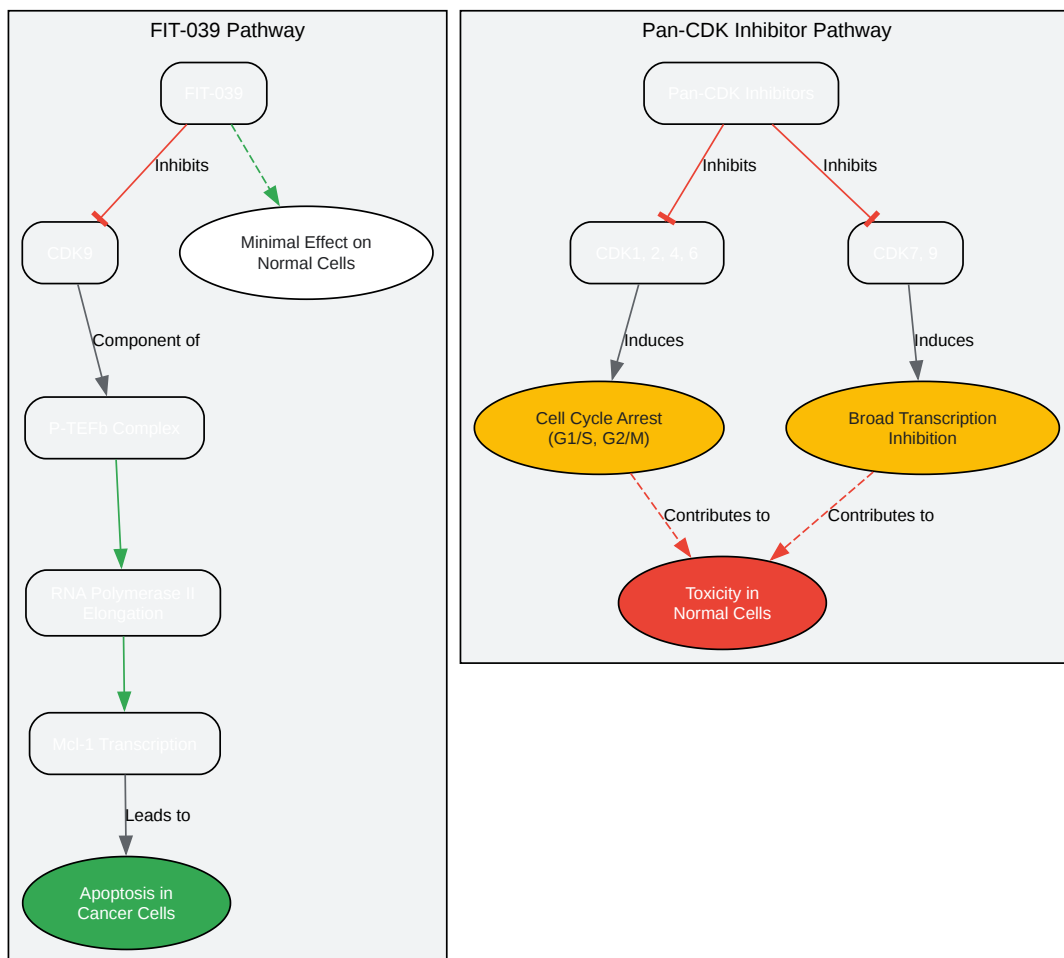 FIT-039 Pathway
FIT-039
Inhibits
CDK9
Minimal Effect on
Normal Cells
Component of
P-TEFb Complex
RNA Polymerase II
Elongation
Mcl-1 Transcription
Leads to
Apoptosis in
Cancer Cells
Pan-CDK Inhibitor Pathway
Pan-CDK Inhibitors
Inhibits
Inhibits
CDK1, 2, 4, 6
CDK7, 9
Induces
Induces
Cell Cycle Arrest
(G1/S, G2/M)
Broad Transcription
Inhibition
Contributes to
Contributes to
Toxicity in
Normal Cells